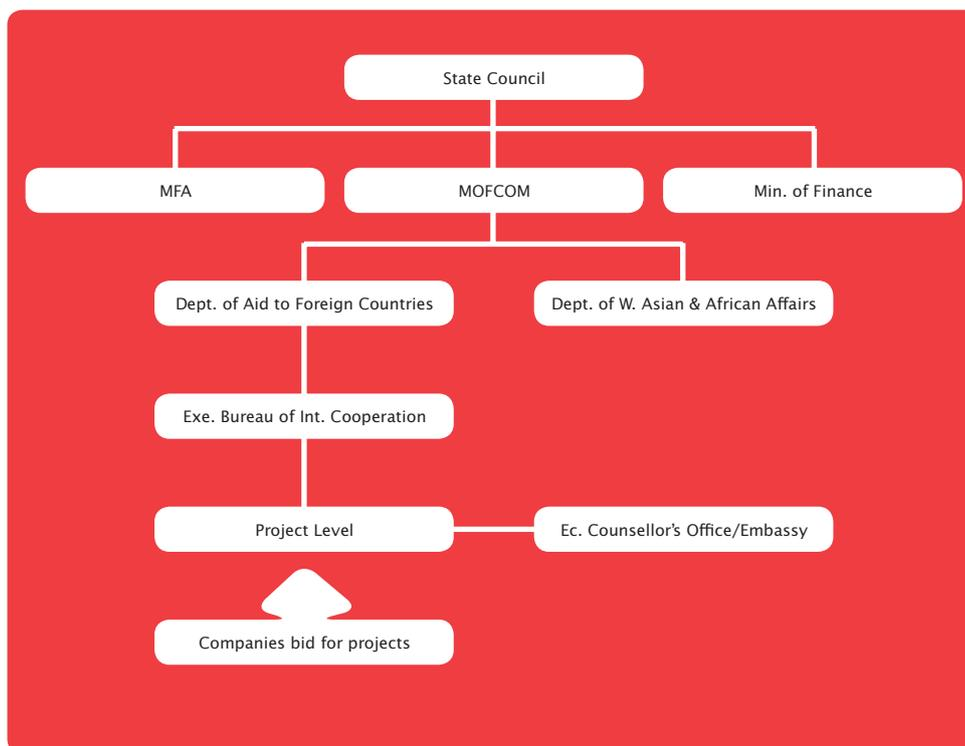 State Council
MFA
MOFCOM
Min. of Finance
Dept. of Aid to Foreign Countries
Dept. of W. Asian & African Affairs
Exe. Bureau of Int. Cooperation
Project Level
Ec. Counsellor's Office/Embassy
Companies bid for projects